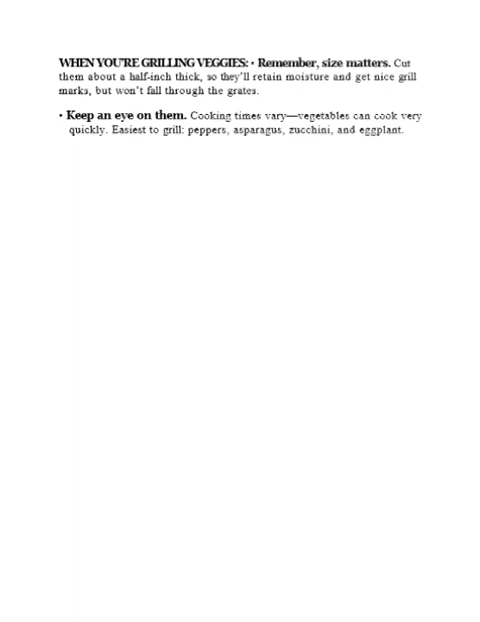 WHEN YOU'RE GRILLING VEGGIES: • Remember, size matters. Cut
them about a half-inch thick, so they'll retain moisture and get nice grill
marks, but won't fall through the grates.
• Keep an eye on them. Cooking times vary—vegetables can cook very
quickly. Easiest to grill: peppers, asparagus, zucchini, and eggplant.